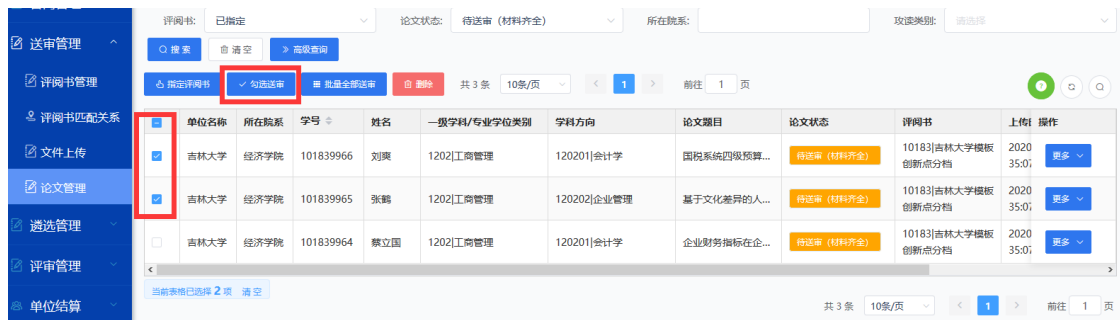 评阅书: 已指定 论文状态: 待送审（材料齐全） 所在院系: 攻读类别: 请选择
送审管理
搜 索 清 空 高级查询
评阅书管理
指定评阅书 勾选送审 批量全部送审 删除 共 3 条 10条/页 1 前往 1 页
评阅书匹配关系
单位名称 所在院系 学号 姓名 一级学科/专业学位类别 学科方向 论文题目 论文状态 评阅书 操作
文件上传
吉林大学 经济学院 101839966 刘爽 1202|工商管理 120201|会计学 国税系统四级预算... 待送审（材料齐全） 10183|吉林大学模板 2020 更多
创新点分档 35:07
论文管理
吉林大学 经济学院 101839965 张鹤 1202|工商管理 120202|企业管理 基于文化差异的人... 待送审（材料齐全） 10183|吉林大学模板 2020 更多
创新点分档 35:07
遴选管理
吉林大学 经济学院 101839964 蔡立国 1202|工商管理 120201|会计学 企业财务指标在企... 待送审（材料齐全） 10183|吉林大学模板 2020 更多
创新点分档 35:07
评审管理
当前表格已选择 2 项 清 空
单位结算
共 3 条 10条/页 1 前往 1 页